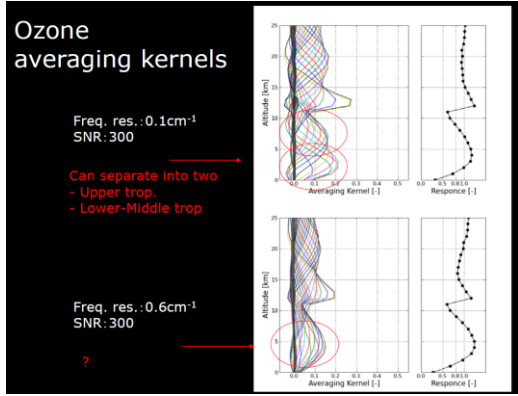 Ozone
averaging kernels
Freq. res.:0.1cm-1
SNR:300
Can separate into two
- Upper trop.
- Lower-Middle trop
Freq. res.:0.6cm-1
SNR:300
?
Altitude [km]
25
20
15
10
5
0
0.0 0.1 0.2 0.3 0.4 0.5
Averaging Kernel [-]
0.5 0.81.0
Responce [-]
Altitude [km]
25
20
15
10
5
0
0.0 0.1 0.2 0.3 0.4 0.5
Averaging Kernel [-]
0.5 0.81.0
Responce [-]